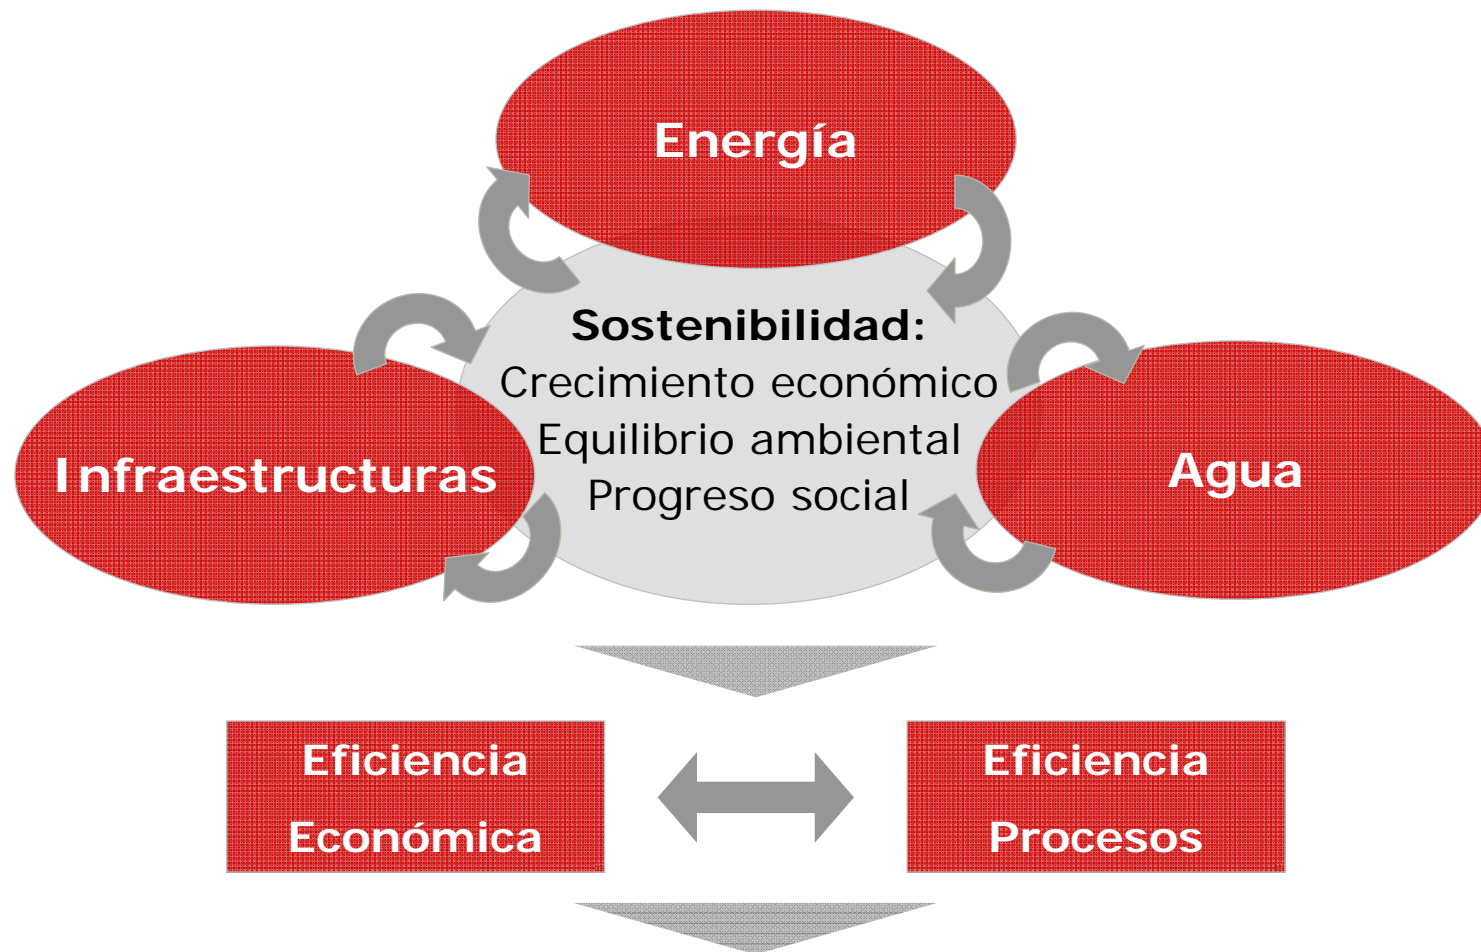 Energía
Sostenibilidad:
Crecimiento económico
Equilibrio ambiental
Progreso social
Infraestructuras
Agua
Eficiencia
Económica
Eficiencia
Procesos